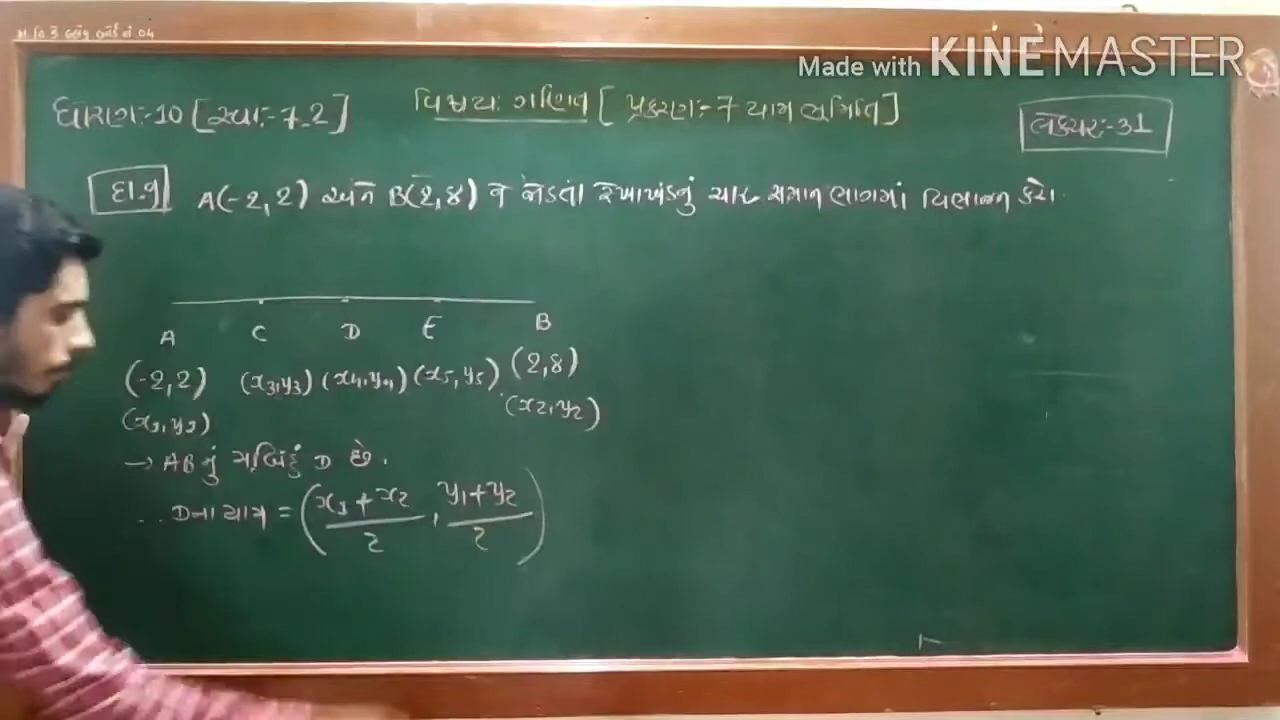 Made with KINEMASTER
ધોરણ:-10 [સ્વા:-7.2]
વિષય: ગણિત [ પ્રકરણ:-7 યામ ભૂમિતિ ]
લેક્ચર:-31
દા.9 A(-2,2) અને B(2,8) ને જોડતા રેખાખંડનું ચાર સમાન ભાગમાં વિભાજન કરો.
A C D E B
(-2,2) (x3,y3) (x4,y4) (x5,y5) (2,8)
(x1,y1) (x2,y2)
→ AB નું મ.બિંદું D છે.
∴ D ના યામ = (x1+x2/2 , y1+y2/2)